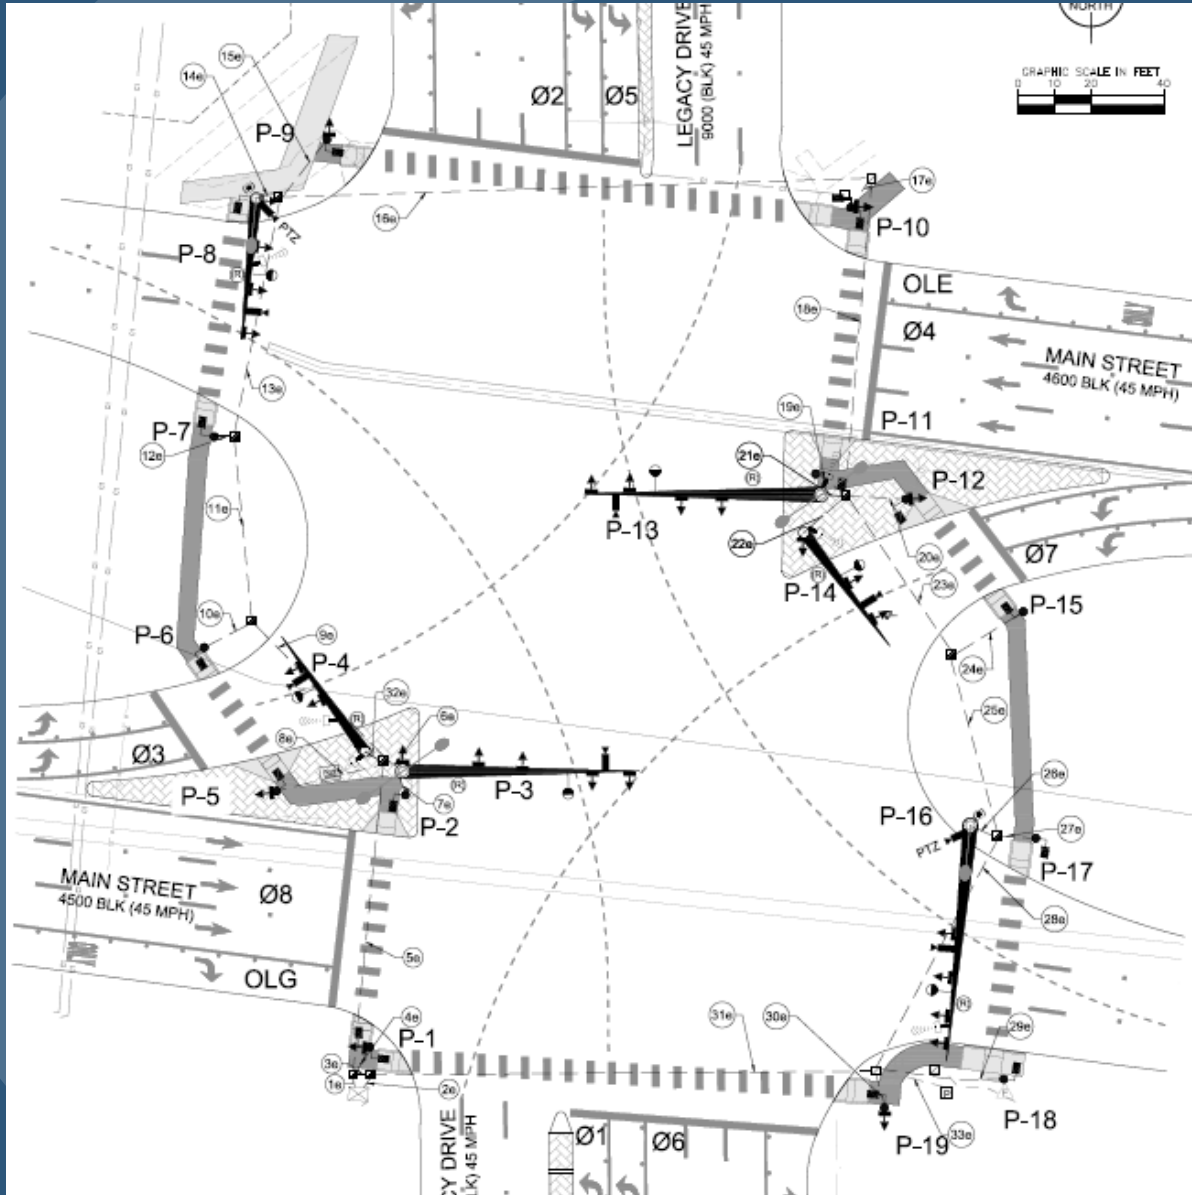 NORTH
GRAPHIC SCALE IN FEET
0 10 20 40
LEGACY DRIVE
9000 (BLK) 45 MPH
Ø2
Ø5
15e
14e
P-9
16e
17e
P-10
P-8
PTZ
(R)
OLE
Ø4
18e
MAIN STREET
4600 BLK (45 MPH)
13e
19e
P-11
P-7
12e
21e
(R)
P-12
11e
P-13
22e
20e
Ø7
23e
P-14
(R)
10e
P-15
P-6
9e
P-4
24e
32e
25e
6e
(R)
8e
Ø3
26e
P-5
P-3
(R)
7e
P-2
P-16
27e
PTZ
P-17
MAIN STREET
4500 BLK (45 MPH)
Ø8
28e
5e
OLG
(R)
31e
30e
29e
4e
P-1
3e
1e
2e
P
P-18
P-19
33e
CY DRIVE
LK) 45 MPH
Ø1
Ø6